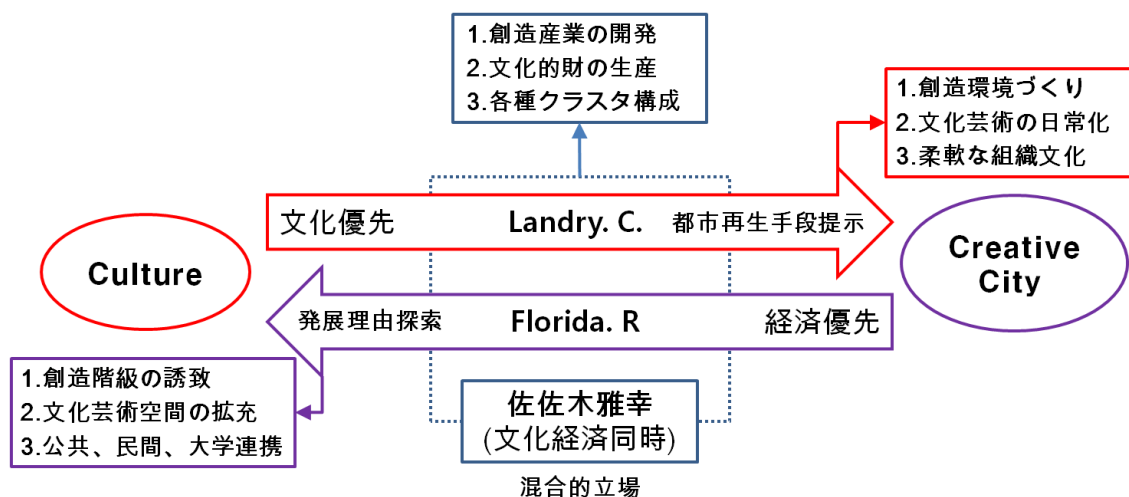 1.創造産業の開発
2.文化的財の生産
3.各種クラスタ構成
1.創造環境づくり
2.文化芸術の日常化
3.柔軟な組織文化
文化優先 Landry. C. 都市再生手段提示
Culture
Creative
City
発展理由探索 Florida. R 経済優先
1.創造階級の誘致
2.文化芸術空間の拡充
3.公共、民間、大学連携
佐佐木雅幸
(文化経済同時)
混合的立場